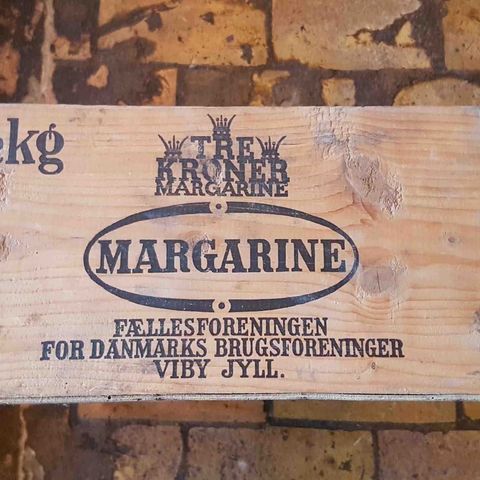 kg
TRE
KRONER
MARGARINE
MARGARINE
FÆLLESFORENINGEN
FOR DANMARKS BRUGSFORENINGER
VIBY JYLL.